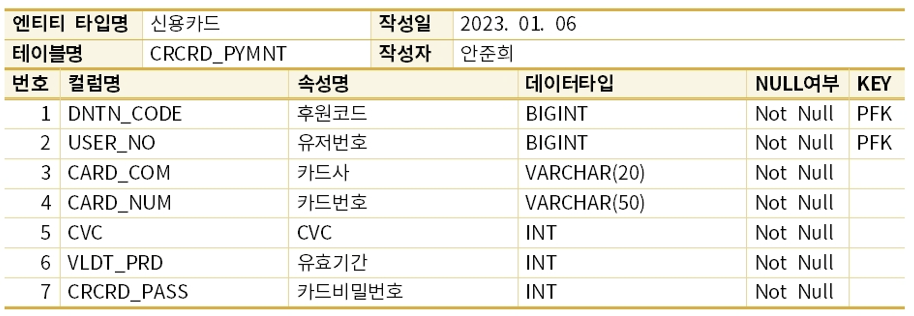 엔티티 타입명 신용카드 작성일 2023. 01. 06
테이블명 CRCRD_PYMNT 작성자 안준희
번호 컬럼명 속성명 데이터타입 NULL여부 KEY
1 DNTN_CODE 후원코드 BIGINT Not Null PFK
2 USER_NO 유저번호 BIGINT Not Null PFK
3 CARD_COM 카드사 VARCHAR(20) Not Null
4 CARD_NUM 카드번호 VARCHAR(50) Not Null
5 CVC CVC INT Not Null
6 VLDT_PRD 유효기간 INT Not Null
7 CRCRD_PASS 카드비밀번호 INT Not Null